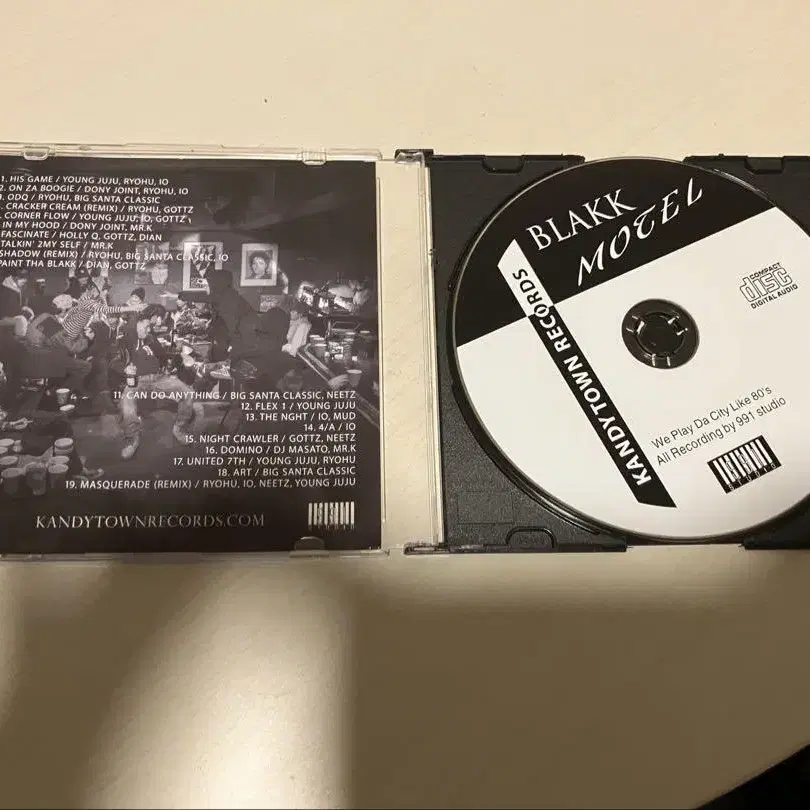 1. HIS GAME / YOUNG JUJU, RYOHU, IO
2. ON ZA BOOGIE / DONY JOINT, RYOHU, IO
. ODQ / RYOHU, BIG SANTA CLASSIC
. CRACKER CREAM (REMIX) / RYOHU, GOTTZ
. CORNER FLOW / YOUNG JUJU, IO, GOTTZ
IN MY HOOD / DONY JOINT, MR.K
FASCINATE / HOLLY Q, GOTTZ, DIAN
TALKIN' 2MY SELF / MR.K
SHADOW (REMIX) / RYOHU, BIG SANTA CLASSIC, IO
PAINT THA BLAKK / DIAN, GOTTZ
11. CAN DO ANYTHING / BIG SANTA CLASSIC, NEETZ
12. FLEX 1 / YOUNG JUJU
13. THE NGHT / IO, MUD
14. 4/A / IO
15. NIGHT CRAWLER / GOTTZ, NEETZ
16. DOMINO / DJ MASATO, MR.K
17. UNITED 7TH / YOUNG JUJU, RYOHU
18. ART / BIG SANTA CLASSIC
19. MASQUERADE (REMIX) / RYOHU, IO, NEETZ, YOUNG JUJU
KANDYTOWNRECORDS.COM
BLAKK
MOTEL
KANDYTOWN RECORDS
COMPACT
disc
DIGITAL AUDIO
We Play Da City Like 80's
All Recording by 991 studio